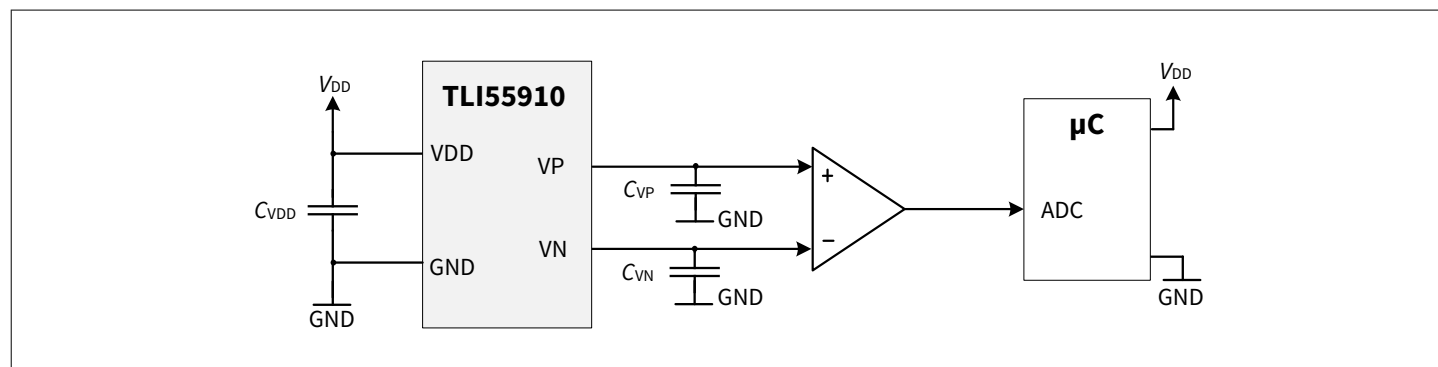 VDD
TLI55910
VDD
CVDD
GND
GND
VP
VN
CVP
GND
CVN
GND
+
−
µC
ADC
VDD
GND